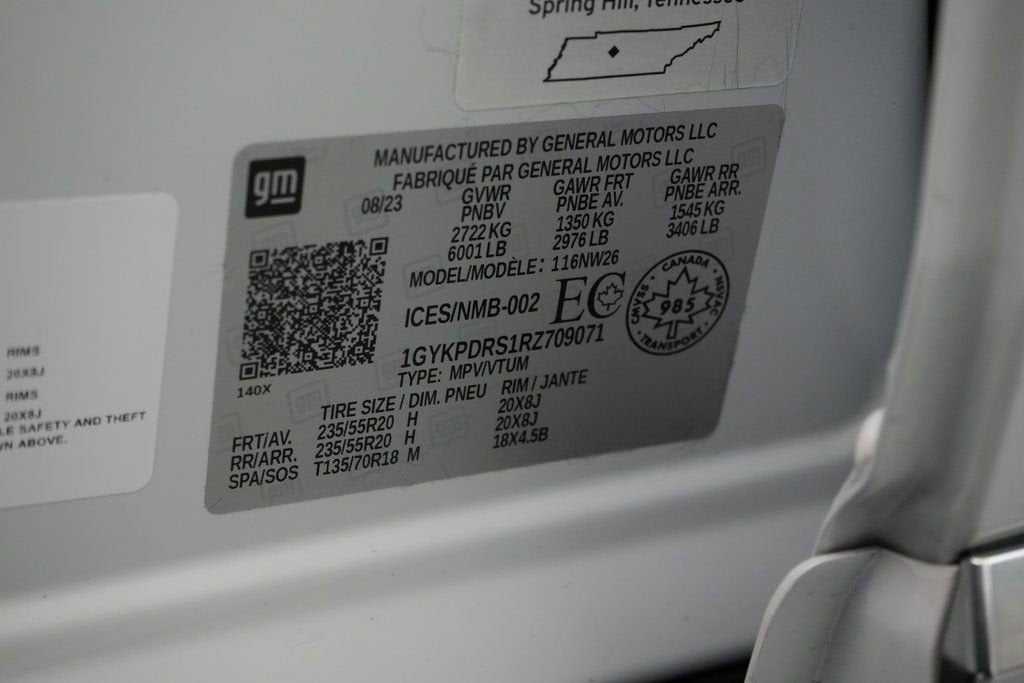 Spring Hill, Tennessee
MANUFACTURED BY GENERAL MOTORS LLC
FABRIQUÉ PAR GENERAL MOTORS LLC
gm
08/23
GVWR
PNBV
2722 KG
6001 LB
GAWR FRT
PNBE AV.
1350 KG
2976 LB
GAWR RR
PNBE ARR.
1545 KG
3406 LB
MODEL/MODÈLE: 116NW26
ICES/NMB-002
EC
CANADA
CMVSS
NSVAC
985
TRANSPORT
1GYKPDRS1RZ709071
TYPE: MPV/VTUM
140X
TIRE SIZE / DIM. PNEU RIM / JANTE
FRT/AV. 235/55R20 H 20X8J
RR/ARR. 235/55R20 H 20X8J
SPA/SOS T135/70R18 M 18X4.5B
RIMS
20X8J
RIMS
20X8J
LE SAFETY AND THEFT
WN ABOVE.